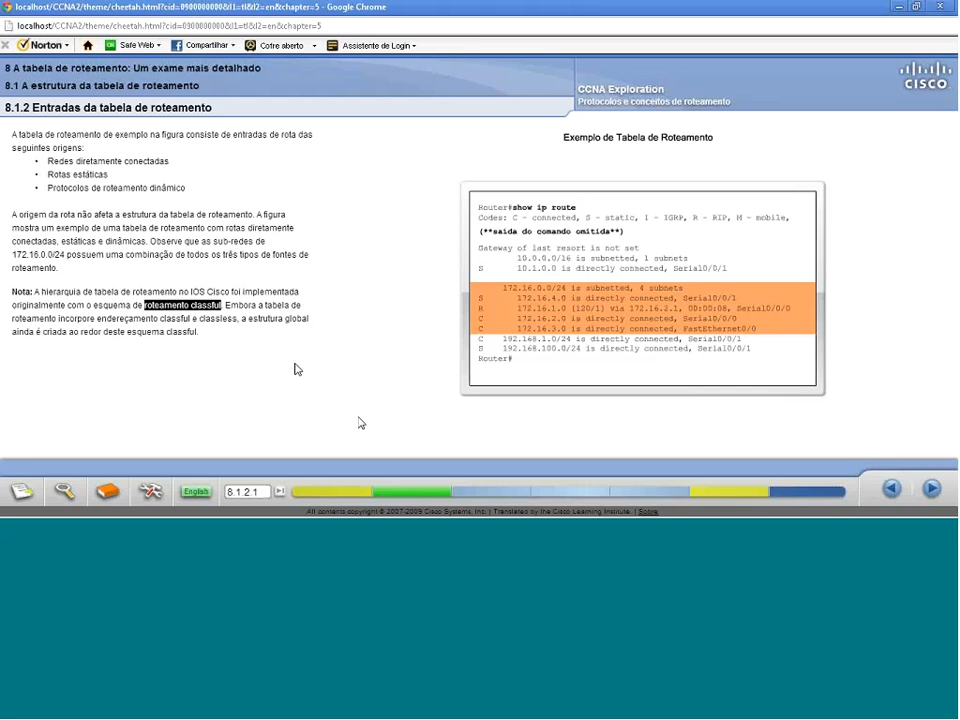 localhost/CCNA2/theme/cheetah.html?cid=0900000000&l1=tl&l2=en&chapter=5 - Google Chrome
localhost/CCNA2/theme/cheetah.html?cid=0900000000&l1=tl&l2=en&chapter=5
Norton
Safe Web
Compartilhar
Cofre aberto
Assistente de Login
8 A tabela de roteamento: Um exame mais detalhado
8.1 A estrutura da tabela de roteamento
8.1.2 Entradas da tabela de roteamento
CCNA Exploration
Protocolos e conceitos de roteamento
CISCO
A tabela de roteamento de exemplo na figura consiste de entradas de rota das
seguintes origens:
• Redes diretamente conectadas
• Rotas estáticas
• Protocolos de roteamento dinâmico
A origem da rota não afeta a estrutura da tabela de roteamento. A figura
mostra um exemplo de uma tabela de roteamento com rotas diretamente
conectadas, estáticas e dinâmicas. Observe que as sub-redes de
172.16.0.0/24 possuem uma combinação de todos os três tipos de fontes de
roteamento.
Nota: A hierarquia de tabela de roteamento no IOS Cisco foi implementada
originalmente com o esquema de roteamento classful. Embora a tabela de
roteamento incorpore endereçamento classful e classless, a estrutura global
ainda é criada ao redor deste esquema classful.
Exemplo de Tabela de Roteamento
Router#show ip route
Codes: C - connected, S - static, I - IGRP, R - RIP, M - mobile,
(**saída do comando omitida**)
Gateway of last resort is not set
10.0.0.0/16 is subnetted, 1 subnets
S 10.1.0.0 is directly connected, Serial0/0/1
172.16.0.0/24 is subnetted, 4 subnets
S 172.16.4.0 is directly connected, Serial0/0/1
R 172.16.1.0 [120/1] via 172.16.2.1, 00:00:08, Serial0/0/0
C 172.16.2.0 is directly connected, Serial0/0/0
C 172.16.3.0 is directly connected, FastEthernet0/0
C 192.168.1.0/24 is directly connected, Serial0/0/1
S 192.168.100.0/24 is directly connected, Serial0/0/1
Router#
English
8.1.2.1
All contents copyright © 2007-2009 Cisco Systems, Inc. | Translated by the Cisco Learning Institute. | Sobre